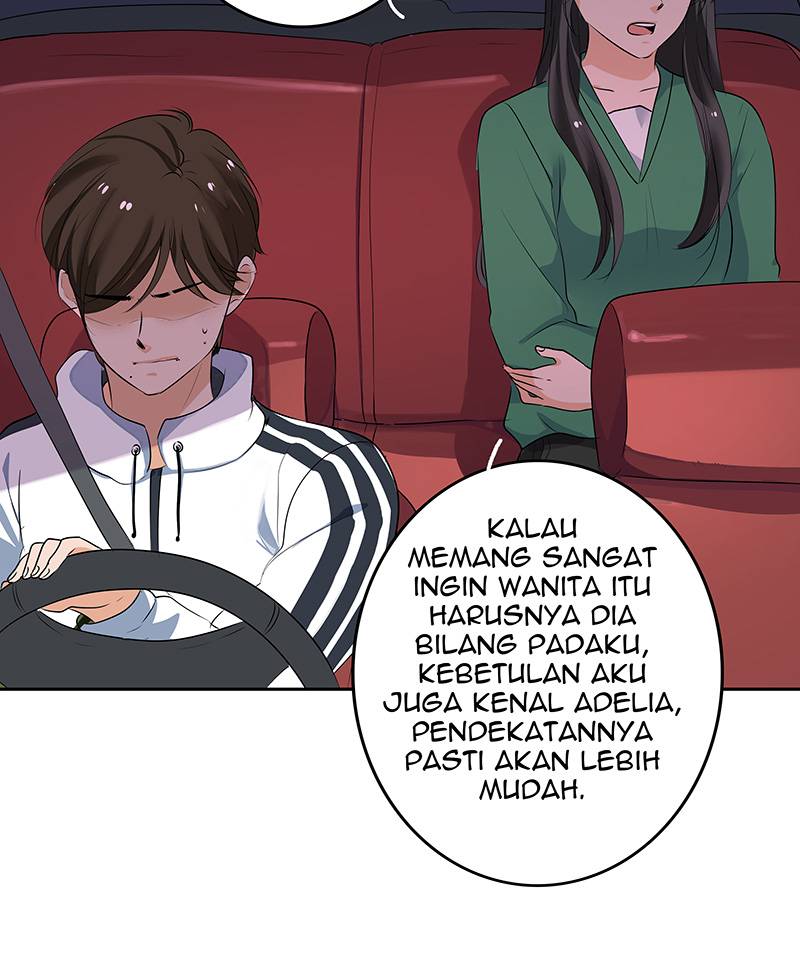 KALAU
MEMANG SANGAT
INGIN WANITA ITU
HARUSNYA DIA
BILANG PADAKU,
KEBETULAN AKU
JUGA KENAL ADELIA,
PENDEKATANNYA
PASTI AKAN LEBIH
MUDAH.